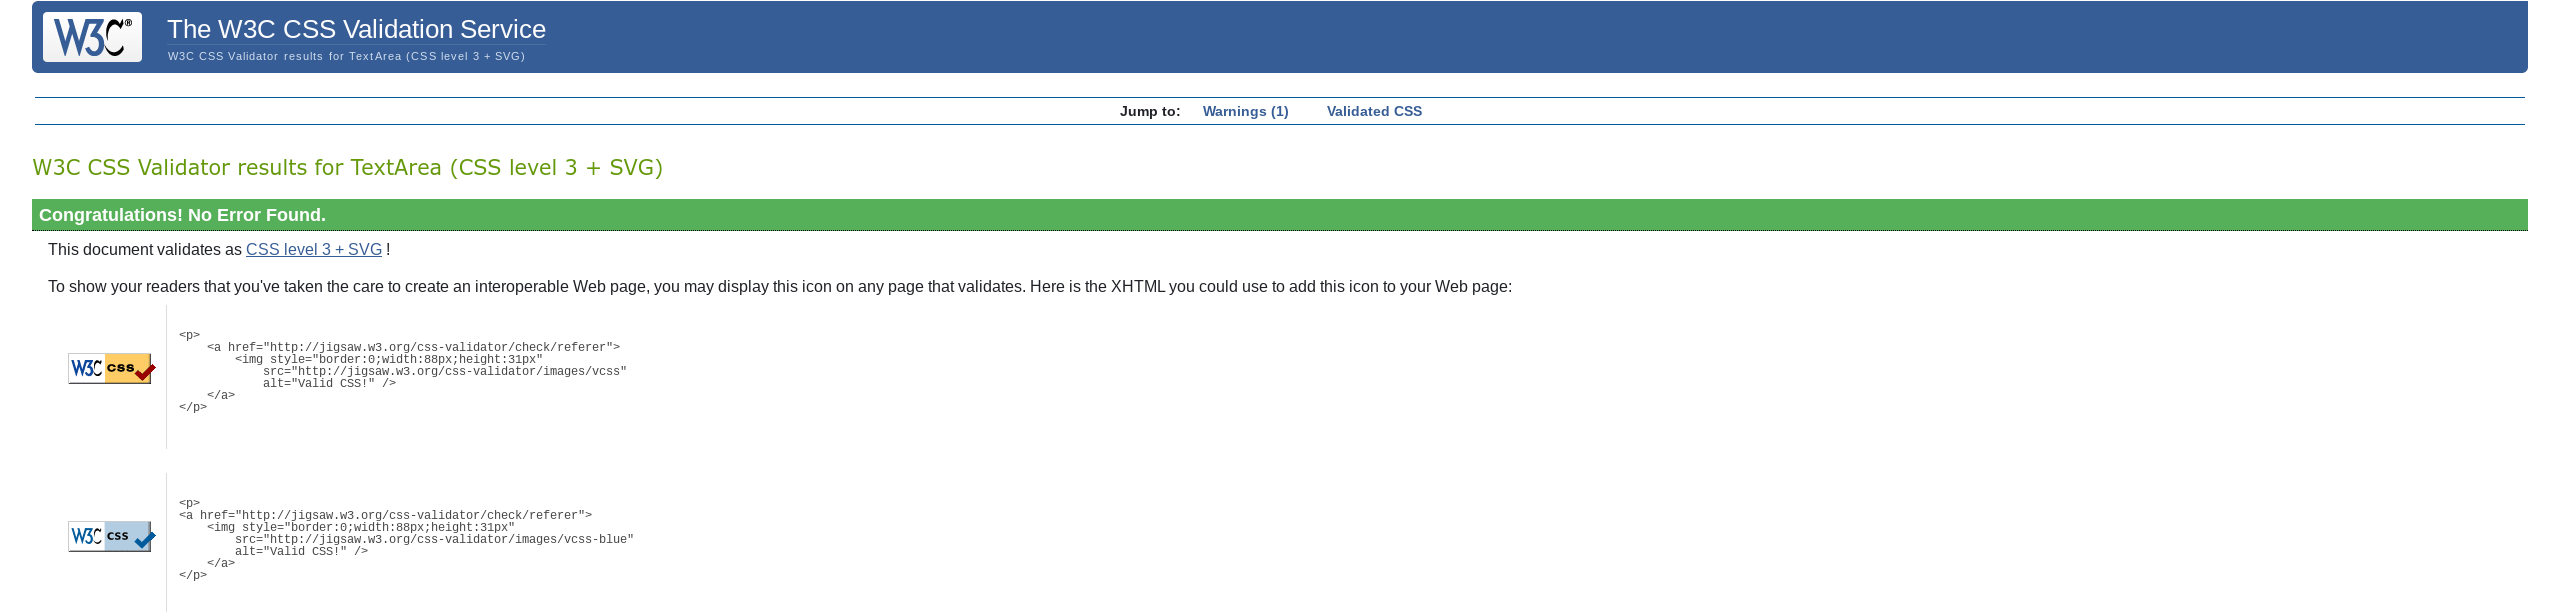 W3C®
The W3C CSS Validation Service
W3C CSS Validator results for TextArea (CSS level 3 + SVG)
Jump to: Warnings (1) Validated CSS
W3C CSS Validator results for TextArea (CSS level 3 + SVG)
Congratulations! No Error Found.
This document validates as CSS level 3 + SVG !
To show your readers that you've taken the care to create an interoperable Web page, you may display this icon on any page that validates. Here is the XHTML you could use to add this icon to your Web page:
W3C css
<p>
    <a href="http://jigsaw.w3.org/css-validator/check/referer">
        <img style="border:0;width:88px;height:31px"
            src="http://jigsaw.w3.org/css-validator/images/vcss"
            alt="Valid CSS!" />
    </a>
</p>
W3C css
<p>
<a href="http://jigsaw.w3.org/css-validator/check/referer">
    <img style="border:0;width:88px;height:31px"
        src="http://jigsaw.w3.org/css-validator/images/vcss-blue"
        alt="Valid CSS!" />
    </a>
</p>